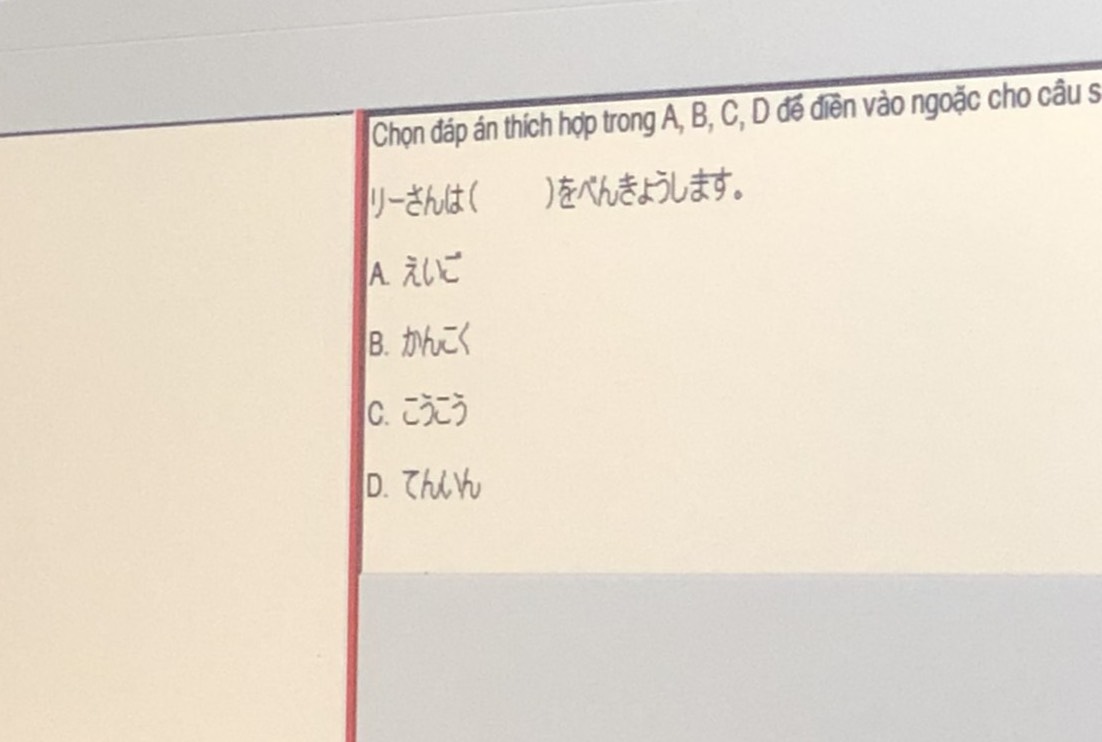 Chọn đáp án thích hợp trong A, B, C, D để điền vào ngoặc cho câu s
リーさんは( )をべんきようします。
A. えいご
B. かんこく
C. こうこう
D. てんいん